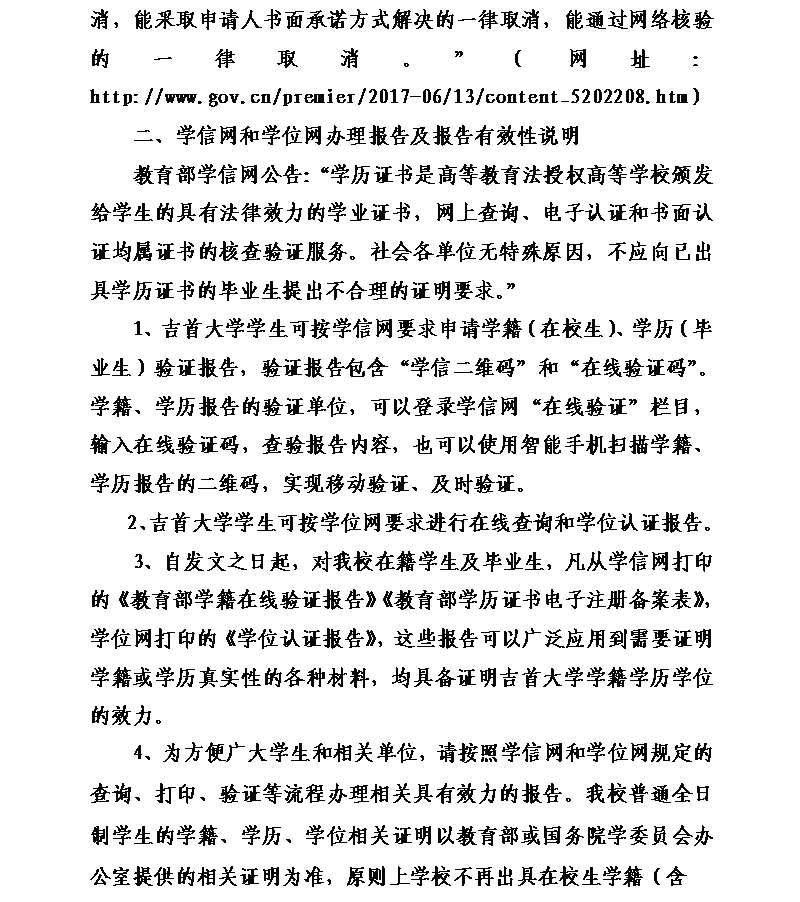 消，能采取申请人书面承诺方式解决的一律取消，能通过网络核验
的一律取消。”（网址：
http://www.gov.cn/premier/2017-06/13/content_5202208.htm）
二、学信网和学位网办理报告及报告有效性说明
教育部学信网公告：“学历证书是高等教育法授权高等学校颁发
给学生的具有法律效力的学业证书，网上查询、电子认证和书面认
证均属证书的核查验证服务。社会各单位无特殊原因，不应向已出
具学历证书的毕业生提出不合理的证明要求。”
1、吉首大学学生可按学信网要求申请学籍（在校生）、学历（毕
业生）验证报告，验证报告包含“学信二维码”和“在线验证码”。
学籍、学历报告的验证单位，可以登录学信网“在线验证”栏目，
输入在线验证码，查验报告内容，也可以使用智能手机扫描学籍、
学历报告的二维码，实现移动验证、及时验证。
2、吉首大学学生可按学位网要求进行在线查询和学位认证报告。
3、自发文之日起，对我校在籍学生及毕业生，凡从学信网打印
的《教育部学籍在线验证报告》《教育部学历证书电子注册备案表》，
学位网打印的《学位认证报告》，这些报告可以广泛应用到需要证明
学籍或学历真实性的各种材料，均具备证明吉首大学学籍学历学位
的效力。
4、为方便广大学生和相关单位，请按照学信网和学位网规定的
查询、打印、验证等流程办理相关具有效力的报告。我校普通全日
制学生的学籍、学历、学位相关证明以教育部或国务院学委员会办
公室提供的相关证明为准，原则上学校不再出具在校生学籍（含